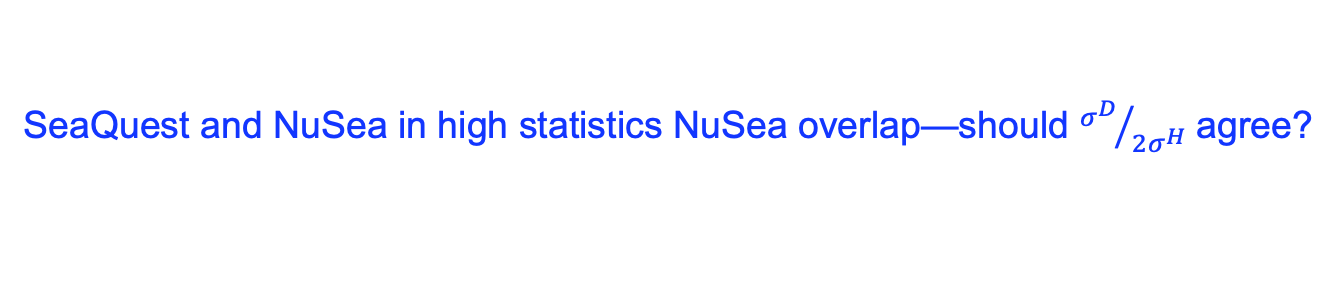 SeaQuest and NuSea in high statistics NuSea overlap—should σᴰ/2σᴴ agree?